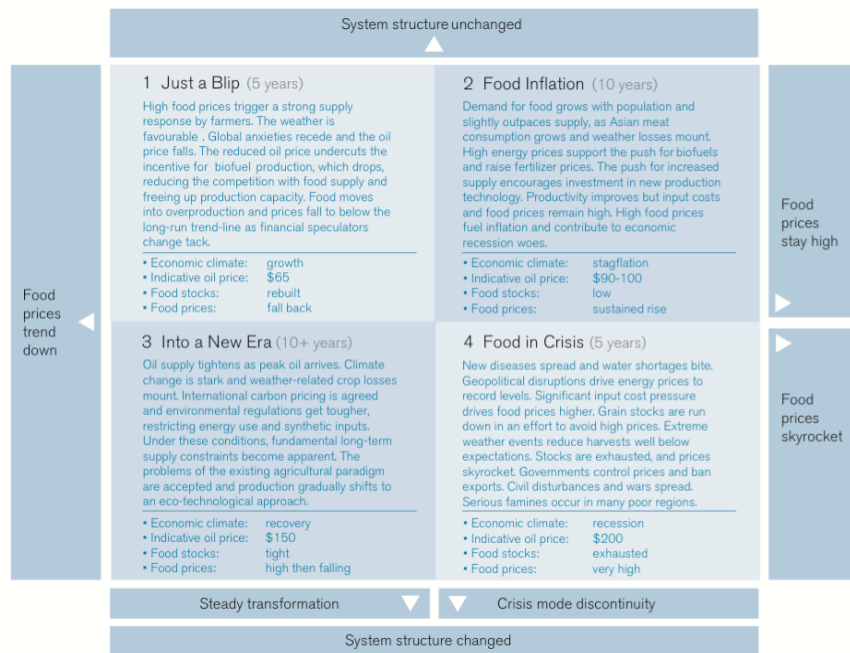 System structure unchanged
1 Just a Blip (5 years)
High food prices trigger a strong supply
response by farmers. The weather is
favourable . Global anxieties recede and the oil
price falls. The reduced oil price undercuts the
incentive for biofuel production, which drops,
reducing the competition with food supply and
freeing up production capacity. Food moves
into overproduction and prices fall to below the
long-run trend-line as financial speculators
change tack.
• Economic climate: growth
• Indicative oil price: $65
• Food stocks: rebuilt
• Food prices: fall back
2 Food Inflation (10 years)
Demand for food grows with population and
slightly outpaces supply, as Asian meat
consumption grows and weather losses mount.
High energy prices support the push for biofuels
and raise fertilizer prices. The push for increased
supply encourages investment in new production
technology. Productivity improves but input costs
and food prices remain high. High food prices
fuel inflation and contribute to economic
recession woes.
• Economic climate: stagflation
• Indicative oil price: $90-100
• Food stocks: low
• Food prices: sustained rise
Food
prices
stay high
Food
prices
trend
down
3 Into a New Era (10+ years)
Oil supply tightens as peak oil arrives. Climate
change is stark and weather-related crop losses
mount. International carbon pricing is agreed
and environmental regulations get tougher,
restricting energy use and synthetic inputs.
Under these conditions, fundamental long-term
supply constraints become apparent. The
problems of the existing agricultural paradigm
are accepted and production gradually shifts to
an eco-technological approach.
• Economic climate: recovery
• Indicative oil price: $150
• Food stocks: tight
• Food prices: high then falling
4 Food in Crisis (5 years)
New diseases spread and water shortages bite.
Geopolitical disruptions drive energy prices to
record levels. Significant input cost pressure
drives food prices higher. Grain stocks are run
down in an effort to avoid high prices. Extreme
weather events reduce harvests well below
expectations. Stocks are exhausted, and prices
skyrocket. Governments control prices and ban
exports. Civil disturbances and wars spread.
Serious famines occur in many poor regions.
• Economic climate: recession
• Indicative oil price: $200
• Food stocks: exhausted
• Food prices: very high
Food
prices
skyrocket
Steady transformation
Crisis mode discontinuity
System structure changed